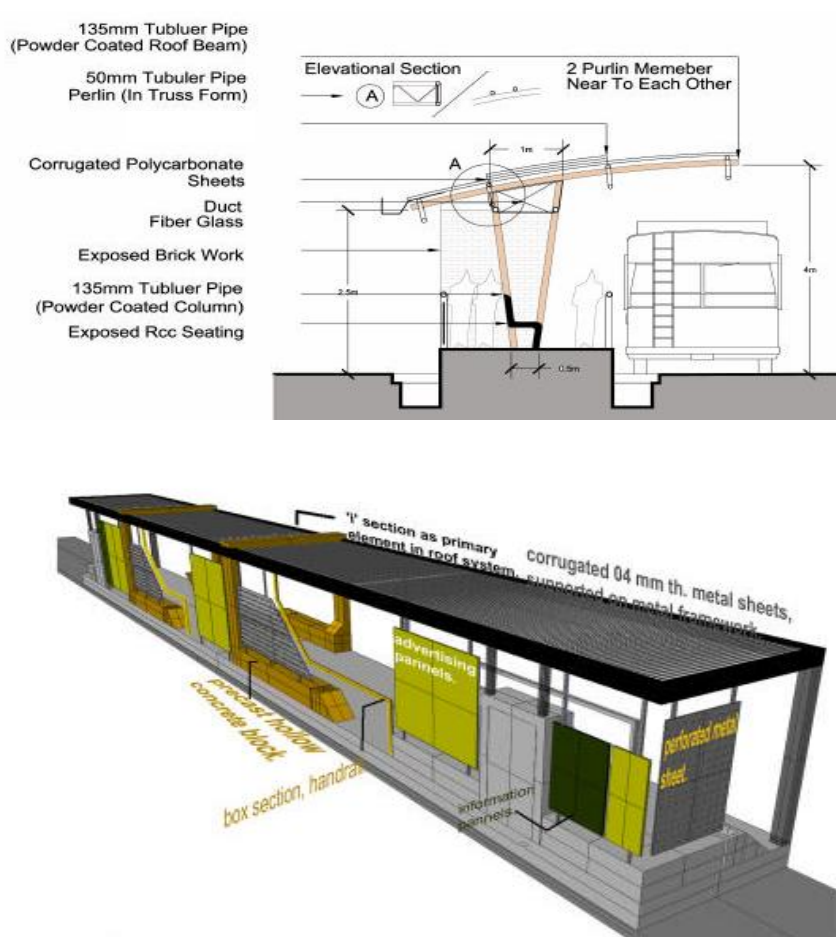 135mm Tubluer Pipe
(Powder Coated Roof Beam)
50mm Tubuler Pipe
Perlin (In Truss Form)
Elevational Section
A
2 Purlin Memeber
Near To Each Other
1m
A
Corrugated Polycarbonate
Sheets
Duct
Fiber Glass
Exposed Brick Work
135mm Tubluer Pipe
(Powder Coated Column)
Exposed Rcc Seating
2.5m
4m
0.5m
'i' section as primary
element in roof system,
corrugated 04 mm th. metal sheets,
supported on metal framework.
advertising
pannels.
precast hollow
concrete block.
perforated metal
sheet.
box section,
information
pannels